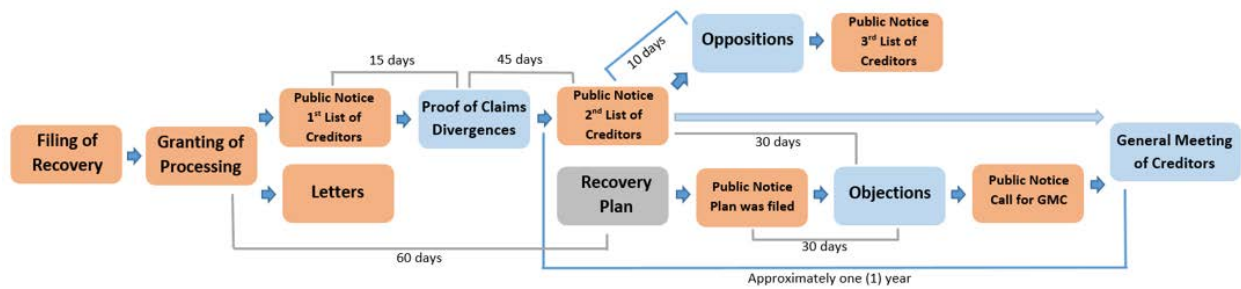 Filing of
Recovery
Granting of
Processing
15 days
Public Notice
1st List of
Creditors
Letters
Proof of Claims
Divergences
45 days
Public Notice
2nd List of
Creditors
10 days
Oppositions
Public Notice
3rd List of
Creditors
30 days
Recovery
Plan
Public Notice
Plan was filed
Objections
Public Notice
Call for GMC
General Meeting
of Creditors
60 days
30 days
Approximately one (1) year